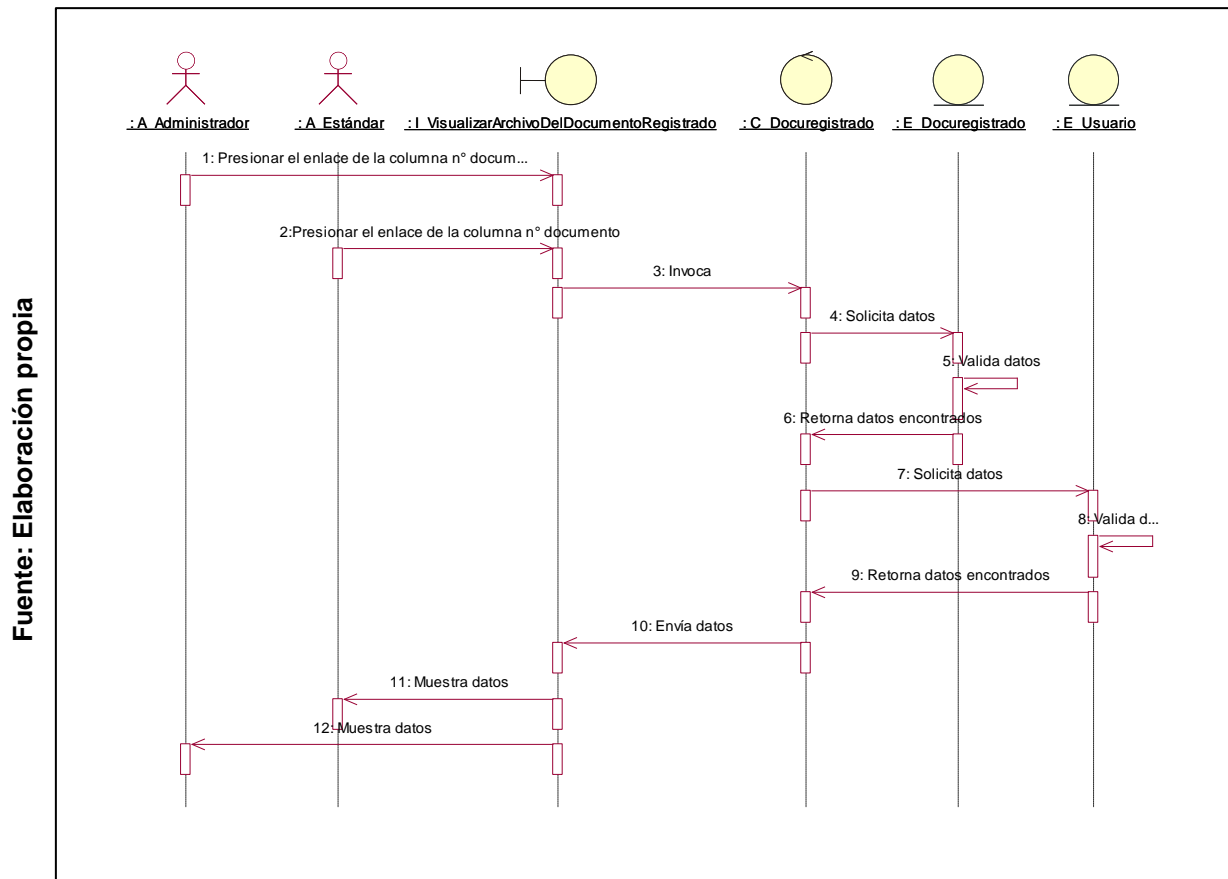 Fuente: Elaboración propia
: A_Administrador
: A_Estándar
: I_VisualizarArchivoDelDocumentoRegistrado
: C_Docuregistrado
: E_Docuregistrado
: E_Usuario
1: Presionar el enlace de la columna n° docum...
2:Presionar el enlace de la columna n° documento
3: Invoca
4: Solicita datos
5: Valida datos
6: Retorna datos encontrados
7: Solicita datos
8: Valida d...
9: Retorna datos encontrados
10: Envía datos
11: Muestra datos
12: Muestra datos